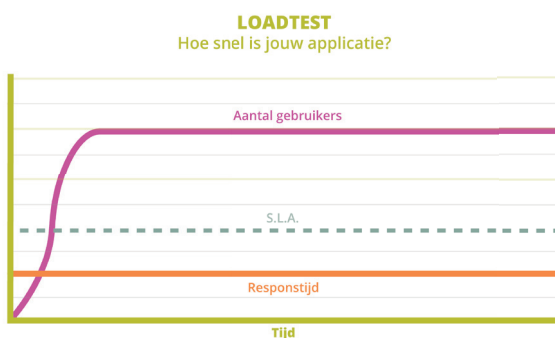 LOADTEST
Hoe snel is jouw applicatie?
Aantal gebruikers
S.L.A.
Responstijd
Tijd